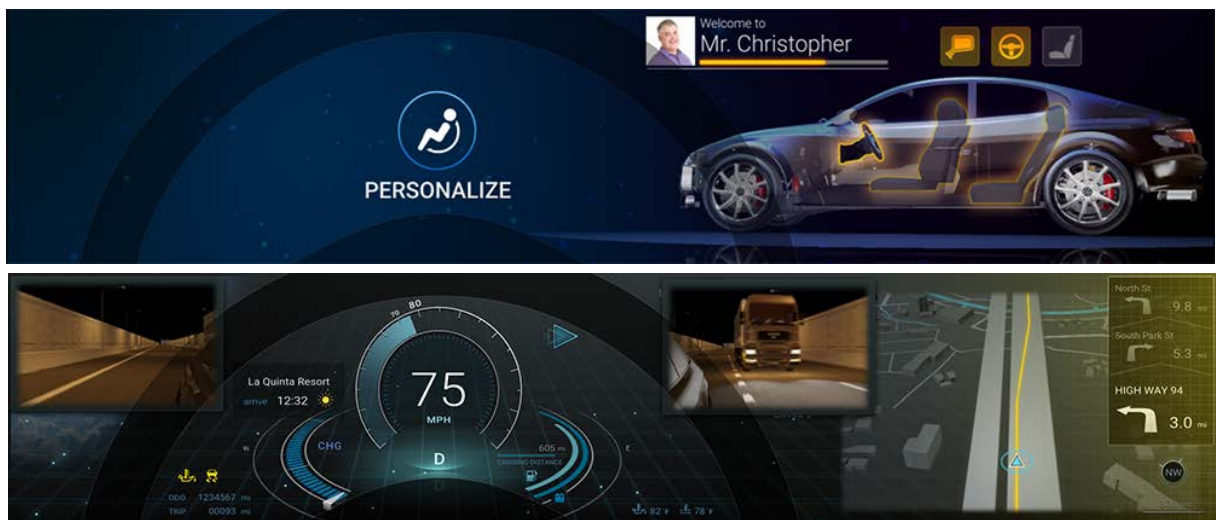 Welcome to
Mr. Christopher
PERSONALIZE
70
80
75
MPH
La Quinta Resort
arrive 12:32
CHG
N
E
D
605 mi
CRUISING DISTANCE
ODO 1234567 mi
TRIP 00093 mi
82°F 78°F
North St
9.8 mi
South Park St
5.3 mi
HIGH WAY 94
3.0 mi
NW